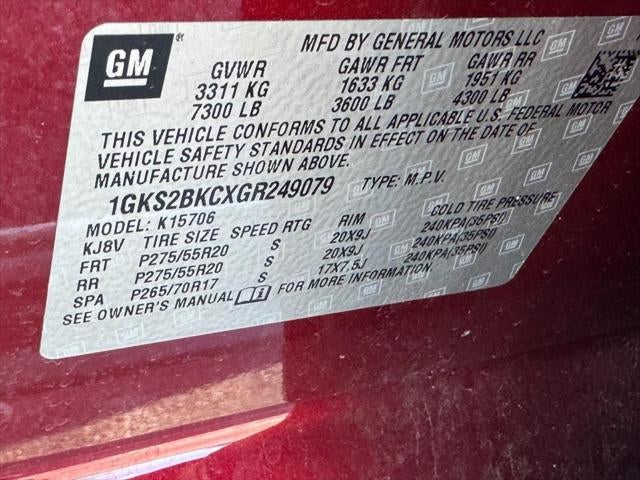 GM
MFD BY GENERAL MOTORS LLC
GVWR GAWR FRT GAWR RR
3311 KG 1633 KG 1951 KG
7300 LB 3600 LB 4300 LB
THIS VEHICLE CONFORMS TO ALL APPLICABLE U.S. FEDERAL MOTOR
VEHICLE SAFETY STANDARDS IN EFFECT ON THE DATE OF
MANUFACTURE SHOWN ABOVE.
1GKS2BKCXGR249079 TYPE: M.P.V.
MODEL: K15706
KJ8V TIRE SIZE SPEED RTG RIM COLD TIRE PRESSURE
FRT P275/55R20 S 20X9J 240KPA(35PSI)
RR P275/55R20 S 20X9J 240KPA(35PSI)
SPA P265/70R17 S 17X7.5J 240KPA(35PSI)
SEE OWNER'S MANUAL FOR MORE INFORMATION.